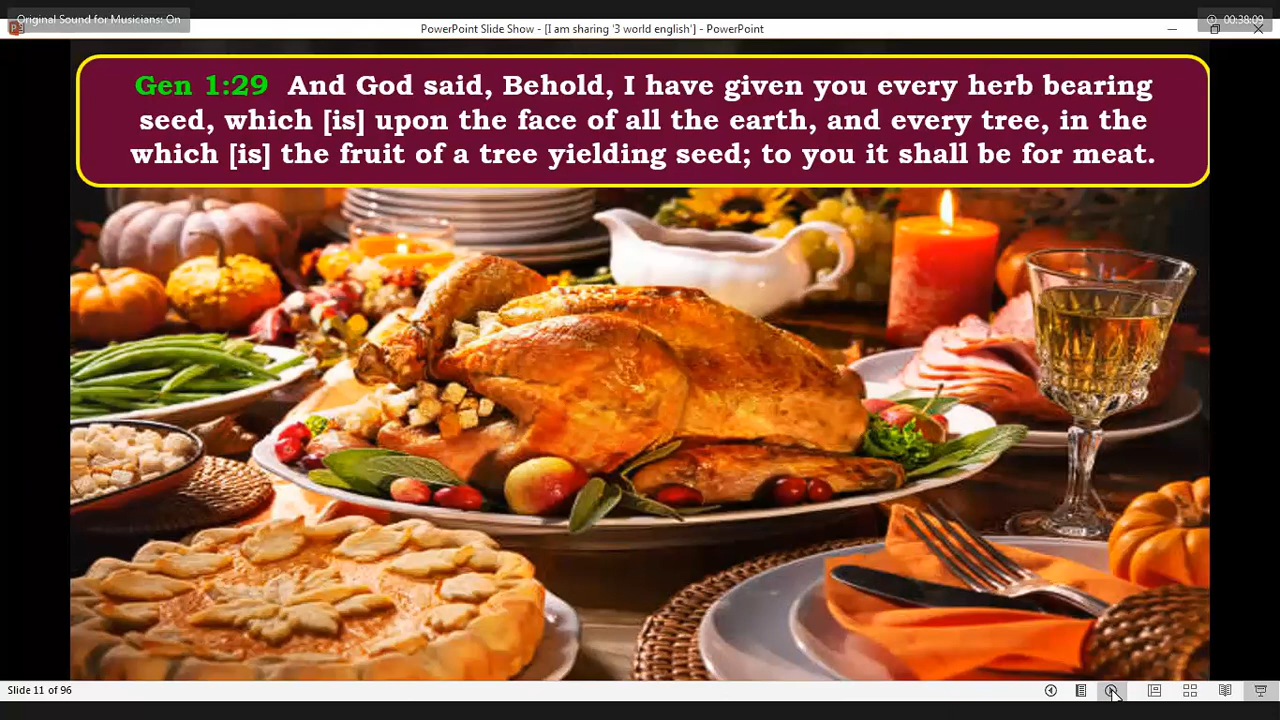 Original Sound for Musicians: On
00:38:09
PowerPoint Slide Show - [I am sharing '3 world english'] - PowerPoint
Gen 1:29 And God said, Behold, I have given you every herb bearing
seed, which [is] upon the face of all the earth, and every tree, in the
which [is] the fruit of a tree yielding seed; to you it shall be for meat.
Slide 11 of 96